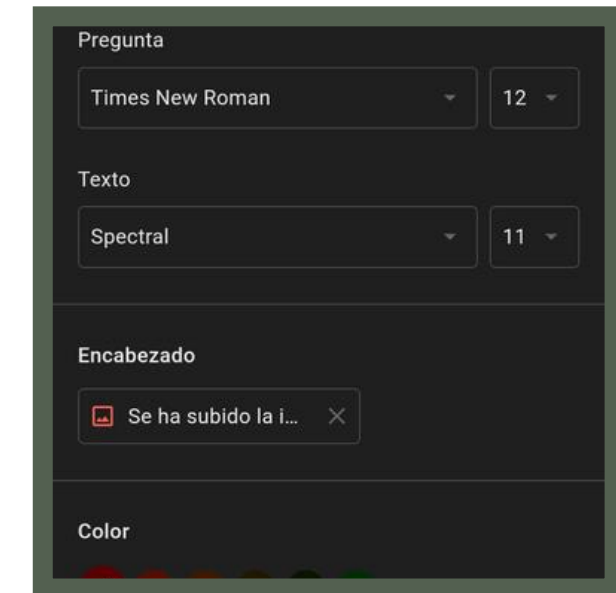 Pregunta
Times New Roman
12
Texto
Spectral
11
Encabezado
Se ha subido la i...
Color